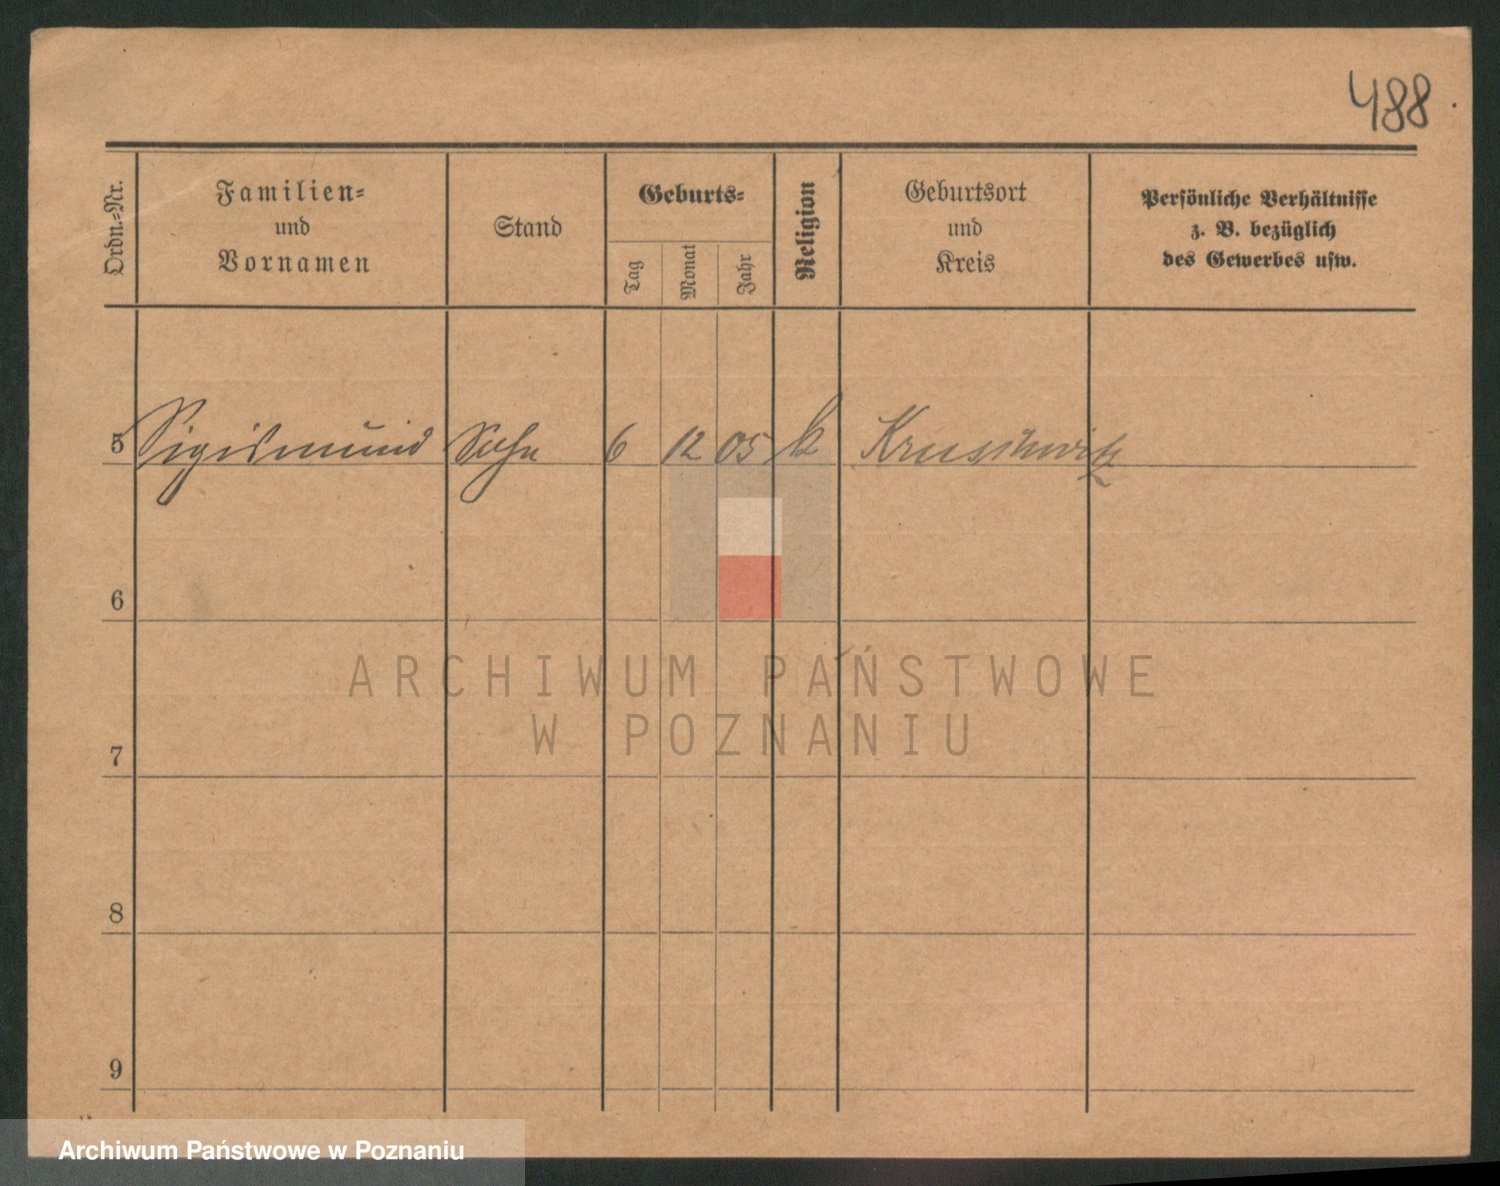 488
Ordn.-Nr.
Familien-
und
Vornamen
Stand
Geburts-
Tag
Monat
Jahr
Religion
Geburtsort
und
Kreis
Persönliche Verhältnisse
z. B. bezüglich
des Gewerbes usw.
5 Sigismund Sohn 6 12 05 k Kruschwitz
6
7
8
9
ARCHIWUM PAŃSTWOWE
W POZNANIU
Archiwum Państwowe w Poznaniu